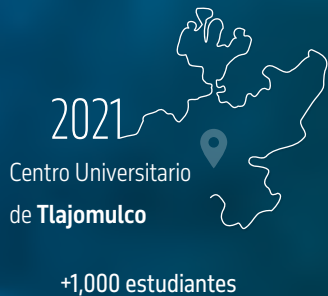 2021
Centro Universitario
de Tlajomulco
+1,000 estudiantes